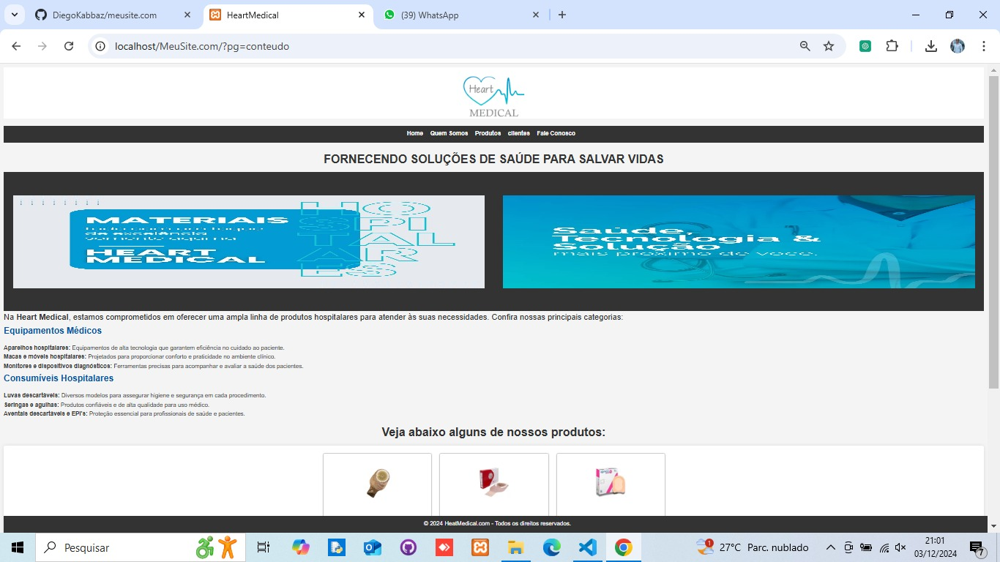 DiegoKabbaz/meusite.com
HeartMedical
(39) WhatsApp
localhost/MeuSite.com/?pg=conteudo
Heart
MEDICAL
Home Quem Somos Produtos clientes Fale Conosco
FORNECENDO SOLUÇÕES DE SAÚDE PARA SALVAR VIDAS
MATERIAIS
de excelência
HEART
MEDICAL
HO
SPI
TAL
AR
ES
Saúde,
Tecnologia &
Solução
mais próximo de você.
Na Heart Medical, estamos comprometidos em oferecer uma ampla linha de produtos hospitalares para atender às suas necessidades. Confira nossas principais categorias:
Equipamentos Médicos
Aparelhos hospitalares: Equipamentos de alta tecnologia que garantem eficiência no cuidado ao paciente.
Macas e móveis hospitalares: Projetados para proporcionar conforto e praticidade no ambiente clínico.
Monitores e dispositivos diagnósticos: Ferramentas precisas para acompanhar e avaliar a saúde dos pacientes.
Consumíveis Hospitalares
Luvas descartáveis: Diversos modelos para assegurar higiene e segurança em cada procedimento.
Seringas e agulhas: Produtos confiáveis e de alta qualidade para uso médico.
Aventais descartáveis e EPI's: Proteção essencial para profissionais de saúde e pacientes.
Veja abaixo alguns de nossos produtos:
© 2024 HeatMedical.com - Todos os direitos reservados.
Pesquisar
1
27°C Parc. nublado
21:01
03/12/2024
7